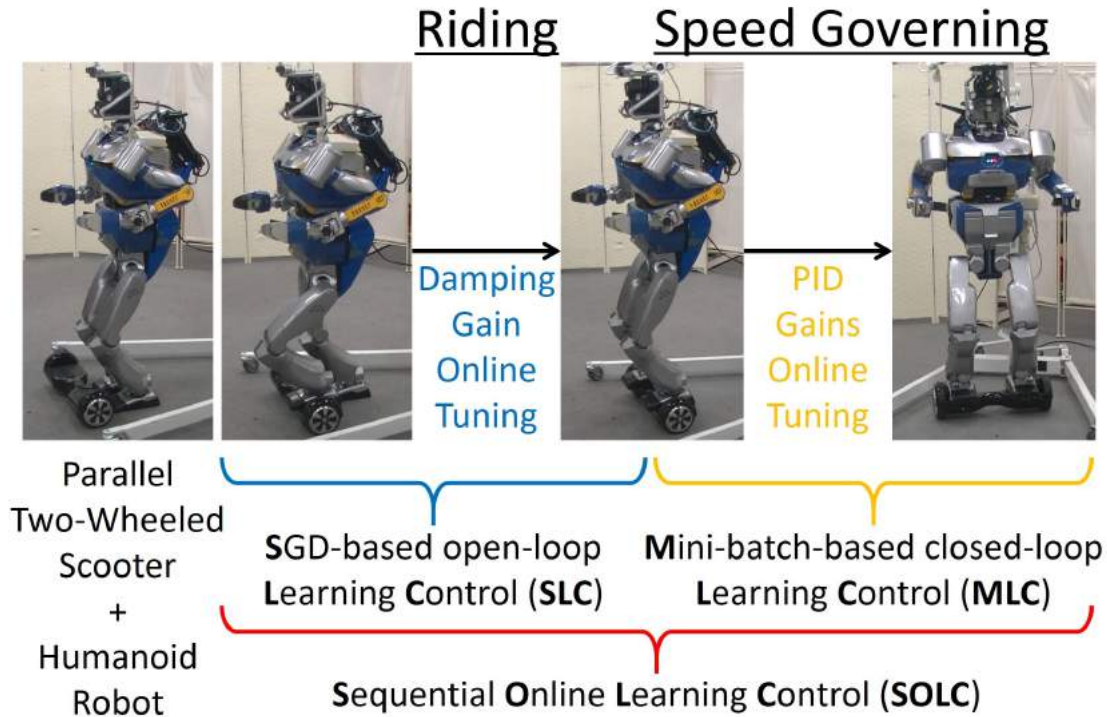 Riding
Speed Governing
Damping
Gain
Online
Tuning
PID
Gains
Online
Tuning
Parallel
Two-Wheeled
Scooter
+
Humanoid
Robot
SGD-based open-loop
Learning Control (SLC)
Mini-batch-based closed-loop
Learning Control (MLC)
Sequential Online Learning Control (SOLC)